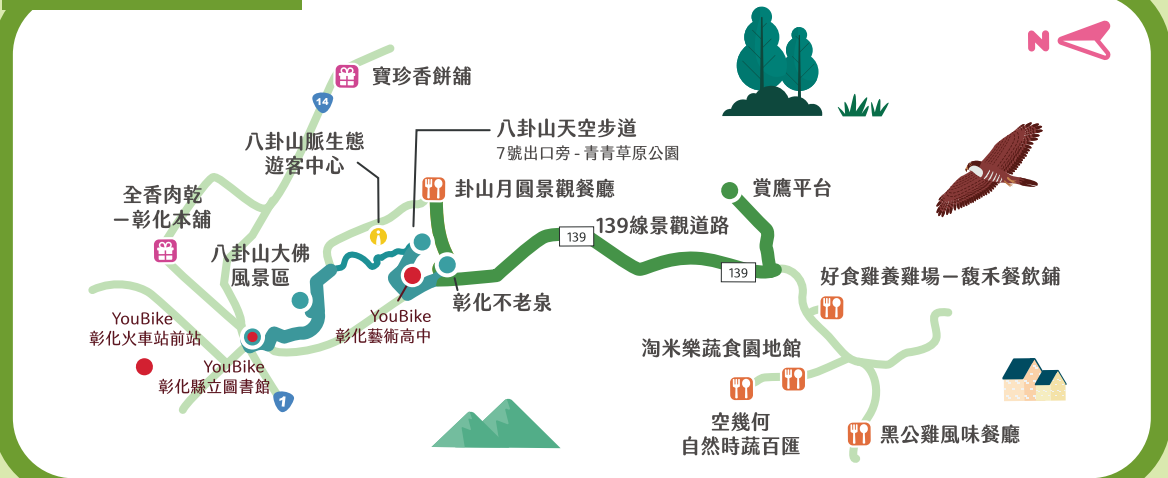 N
寶珍香餅舖
14
八卦山脈生態
遊客中心
八卦山天空步道
7號出口旁-青青草原公園
全香肉乾
－彰化本舖
卦山月圓景觀餐廳
賞鷹平台
139線景觀道路
139
139
八卦山大佛
風景區
好食雞養雞場－馥禾餐飲舖
彰化不老泉
YouBike
彰化火車站前站
YouBike
彰化藝術高中
YouBike
彰化縣立圖書館
1
淘米樂蔬食園地館
空幾何
自然時蔬百匯
黑公雞風味餐廳